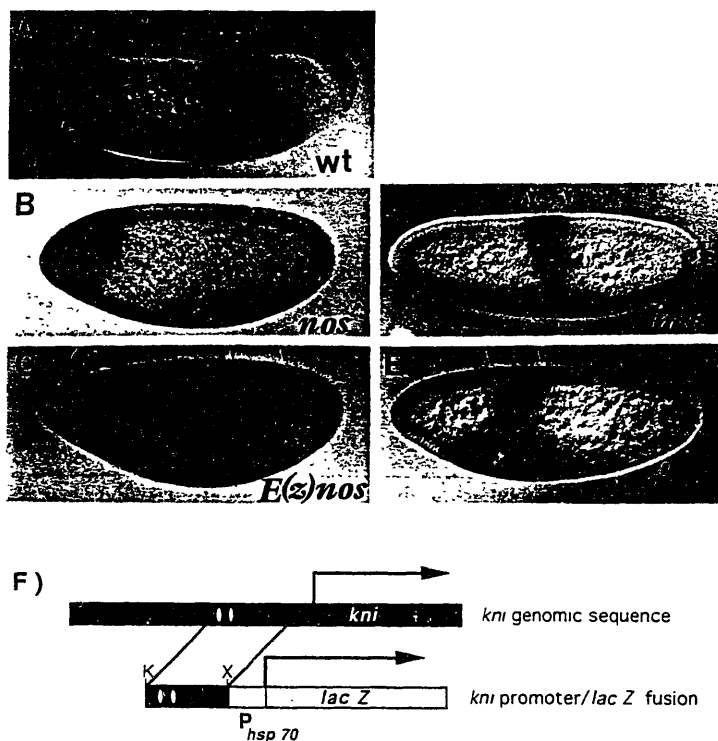 A
wt
B
nos
C
E(z)nos
E
F)
kni
kni genomic sequence
K
X
lac Z
kni promoter/lac Z fusion
P hsp 70